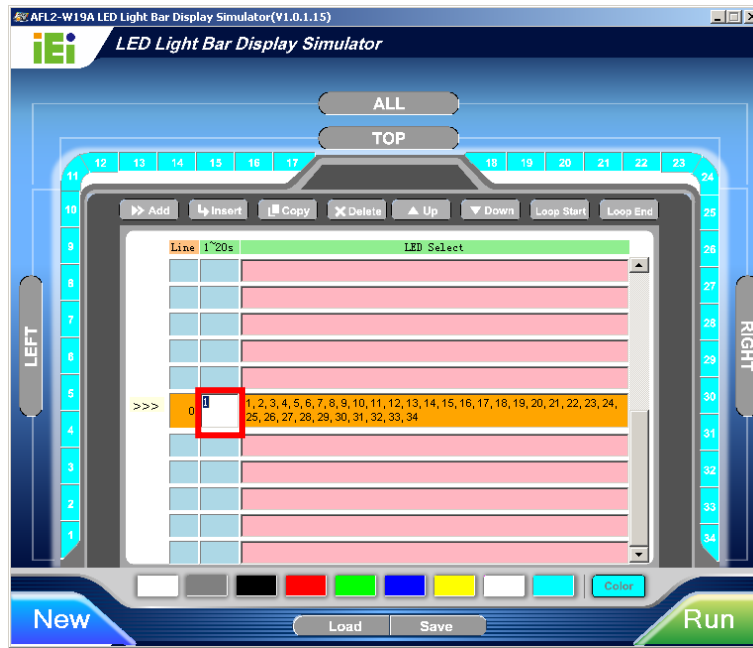 AFL2-W19A LED Light Bar Display Simulator(V1.0.1.15)
iEi LED Light Bar Display Simulator
ALL
TOP
11 12 13 14 15 16 17 18 19 20 21 22 23 24
Add Insert Copy Delete Up Down Loop Start Loop End
Line 1~20s LED Select
10 25
9 26
8 27
7 28
LEFT RIGHT
6 29
5 30
>>> 0 1 1, 2, 3, 4, 5, 6, 7, 8, 9, 10, 11, 12, 13, 14, 15, 16, 17, 18, 19, 20, 21, 22, 23, 24,
25, 26, 27, 28, 29, 30, 31, 32, 33, 34
4 31
3 32
2 33
1 34
Color
New Load Save Run